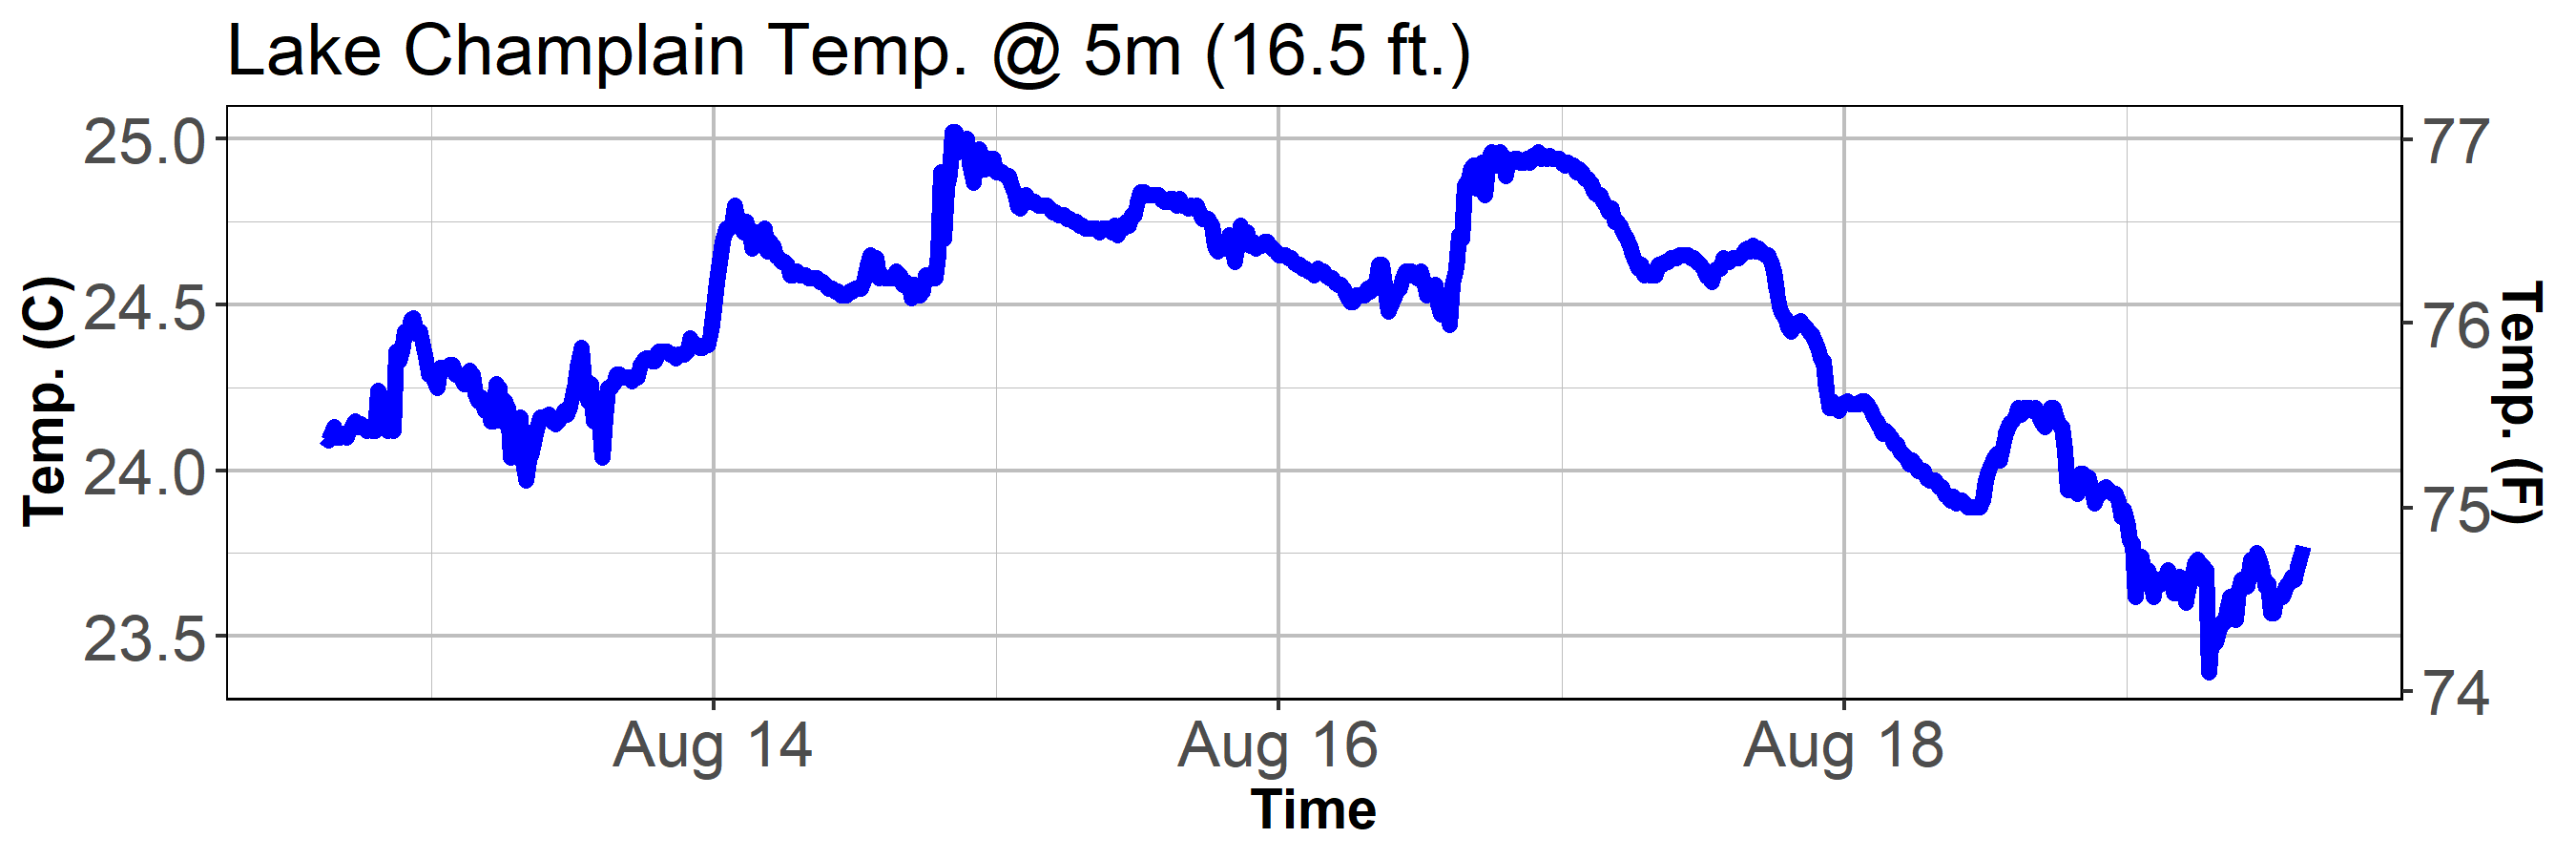 Lake Champlain Temp. @ 5m (16.5 ft.)
25.0
24.5
24.0
23.5
Temp. (C)
77
76
75
74
Temp. (F)
Aug 14
Aug 16
Aug 18
Time